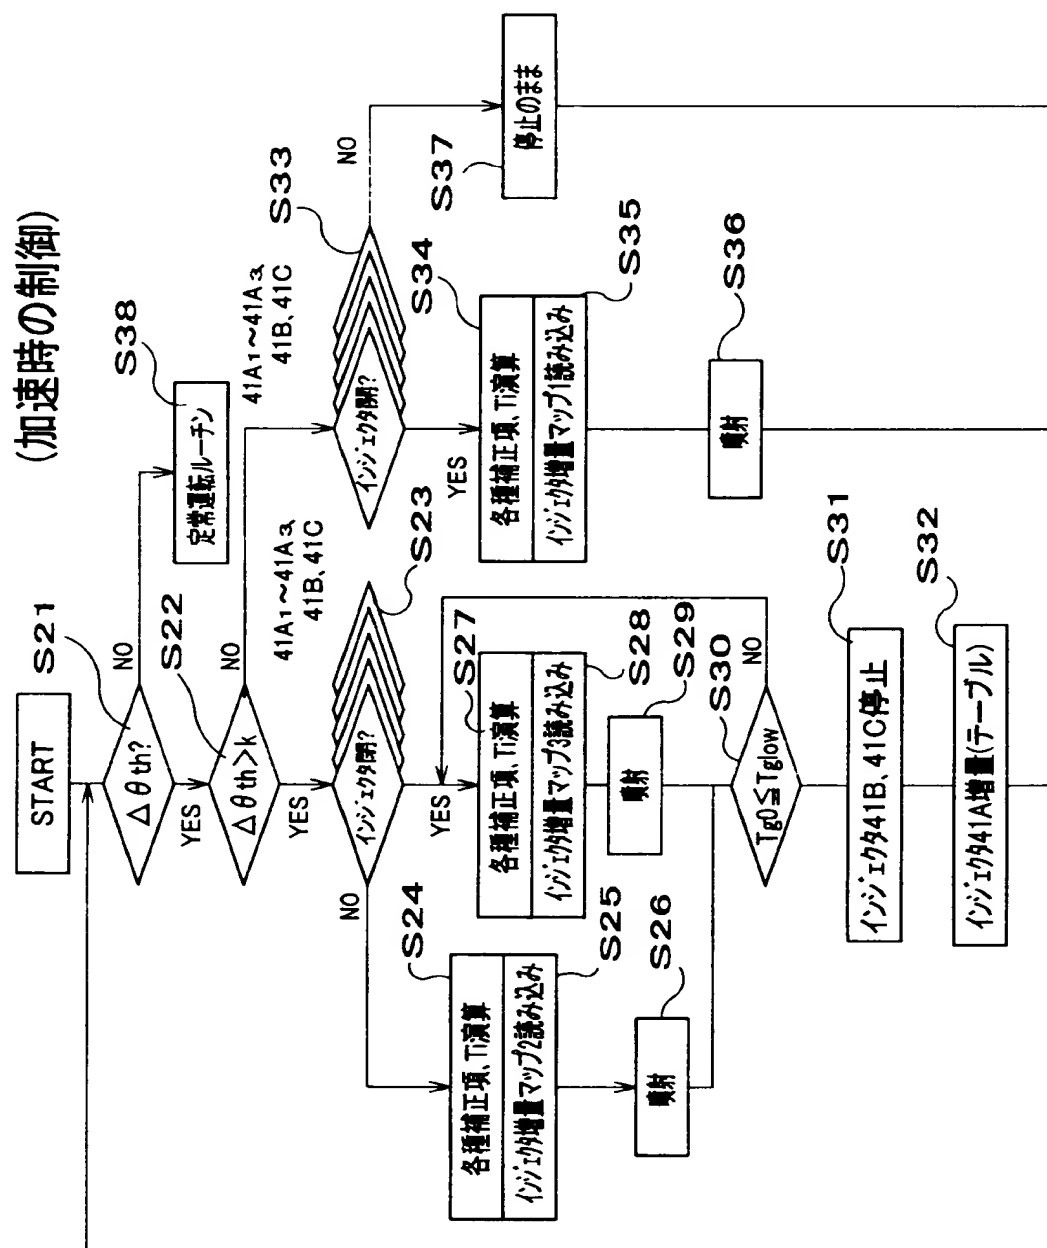 (加速時の制御)
START
S21
Δθth?
NO
YES
S38
定常運転ルーチン
S22
Δθth>k
NO
YES
41A1~41A3、
41B、41C
S23
インジェクタ閉?
NO
YES
41A1~41A3、
41B、41C
S33
インジェクタ開?
NO
YES
S24
各種補正項、Ti演算
インジェクタ増量マップ2読み込み
S25
S26
噴射
S27
各種補正項、Ti演算
インジェクタ増量マップ3読み込み
S28
S29
噴射
S30
Tg0≦Tglow
NO
S31
インジェクタ41B、41C停止
S32
インジェクタ41A増量(テーブル)
S34
各種補正項、Ti演算
インジェクタ増量マップ1読み込み
S35
S36
噴射
S37
停止のまま